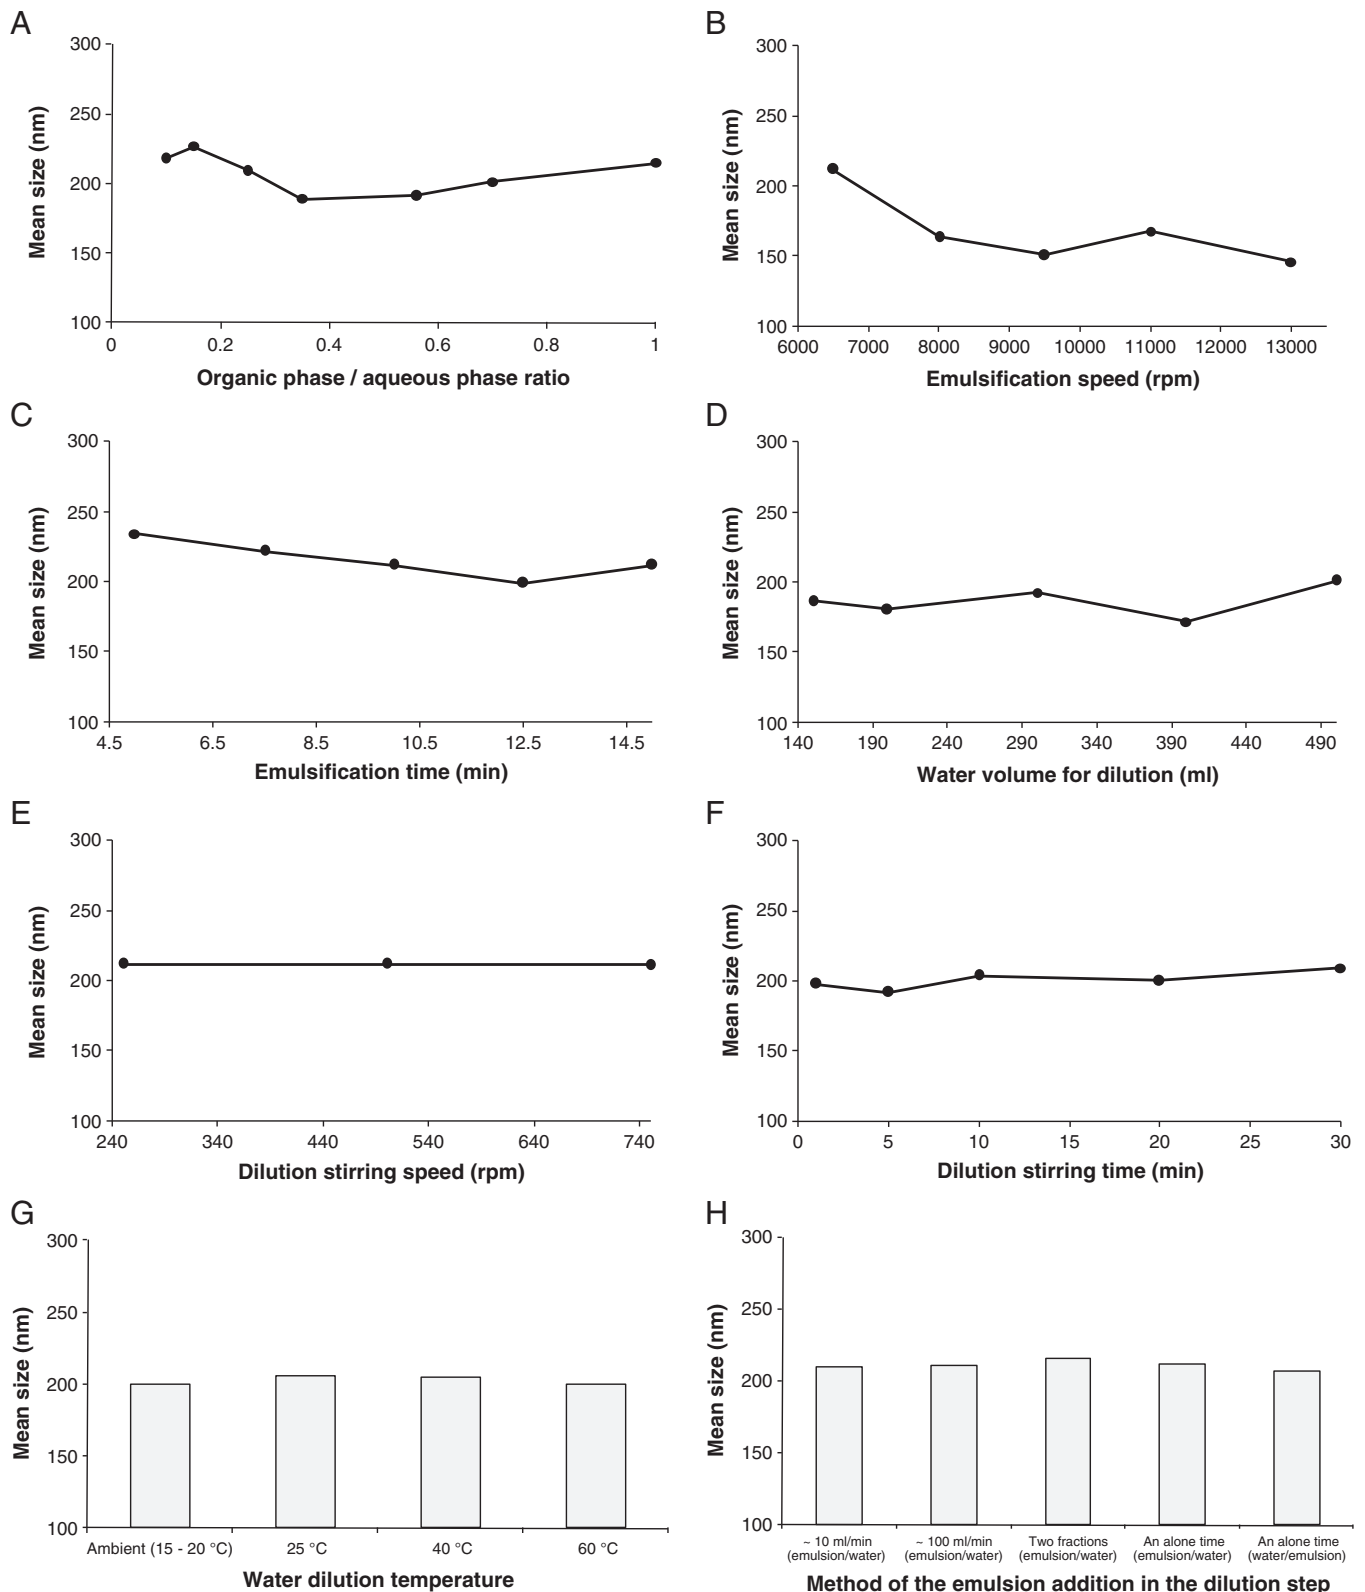 A
300
250
200
150
100
Mean size (nm)
0 0.2 0.4 0.6 0.8 1
Organic phase / aqueous phase ratio
B
300
250
200
150
100
Mean size (nm)
6000 7000 8000 9000 10000 11000 12000 13000
Emulsification speed (rpm)
C
300
250
200
150
100
Mean size (nm)
4.5 6.5 8.5 10.5 12.5 14.5
Emulsification time (min)
D
300
250
200
150
100
Mean size (nm)
140 190 240 290 340 390 440 490
Water volume for dilution (ml)
E
300
250
200
150
100
Mean size (nm)
240 340 440 540 640 740
Dilution stirring speed (rpm)
F
300
250
200
150
100
Mean size (nm)
0 5 10 15 20 25 30
Dilution stirring time (min)
G
300
250
200
150
100
Mean size (nm)
Ambient (15 - 20 °C) 25 °C 40 °C 60 °C
Water dilution temperature
H
300
250
200
150
100
Mean size (nm)
~ 10 ml/min ~ 100 ml/min Two fractions An alone time An alone time
(emulsion/water) (emulsion/water) (emulsion/water) (emulsion/water) (water/emulsion)
Method of the emulsion addition in the dilution step